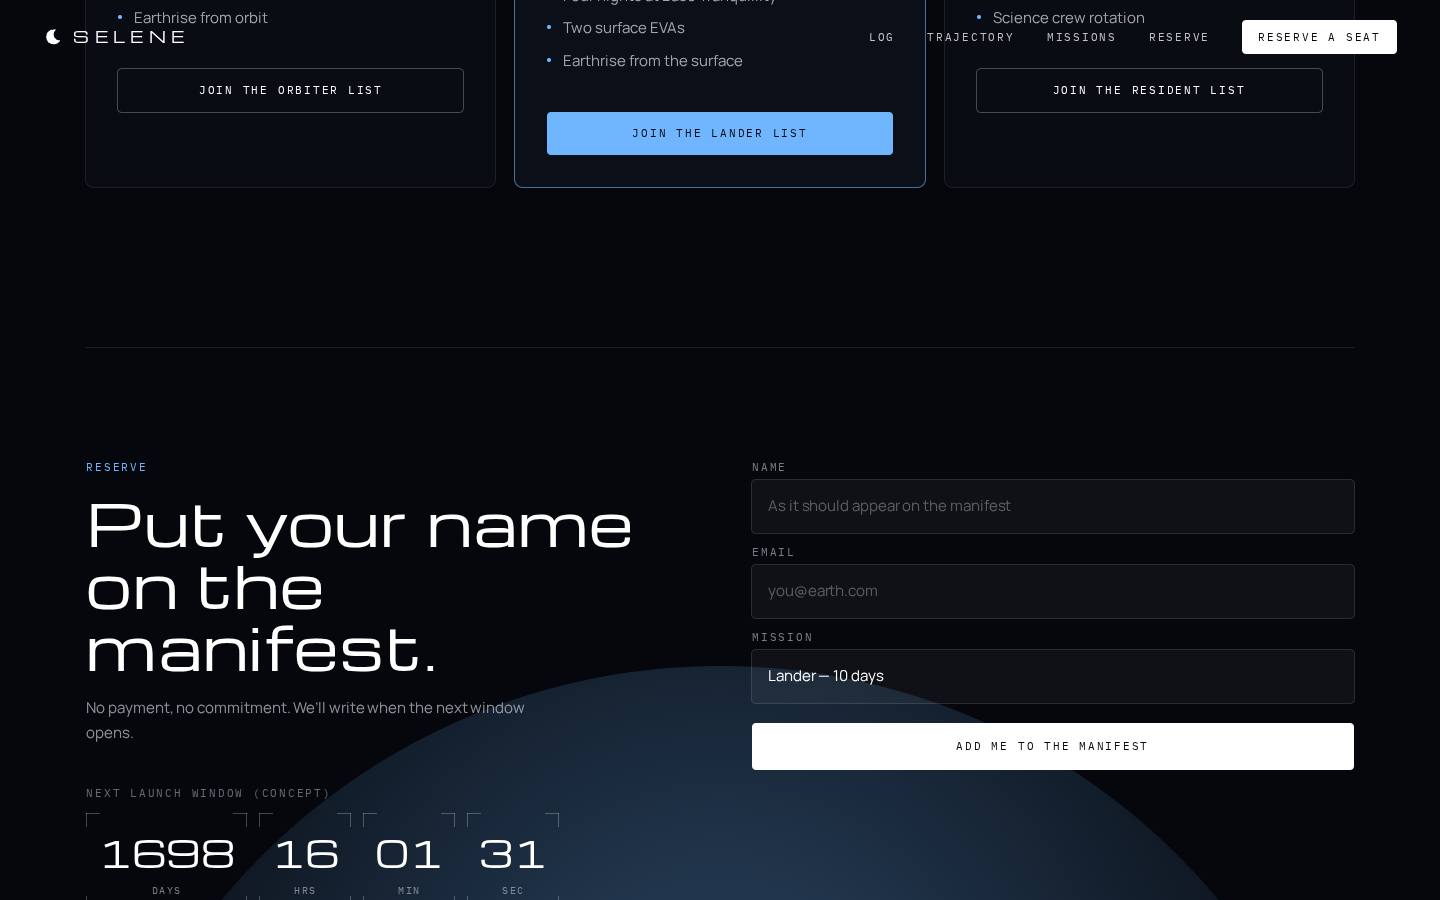 Earthrise from orbit
Science crew rotation
Two surface EVAs
SELENE
LOG TRAJECTORY MISSIONS RESERVE RESERVE A SEAT
Earthrise from the surface
JOIN THE ORBITER LIST
JOIN THE RESIDENT LIST
JOIN THE LANDER LIST
RESERVE
Put your name
on the
manifest.
No payment, no commitment. We'll write when the next window
opens.
NEXT LAUNCH WINDOW (CONCEPT)
1698 16 01 31
DAYS HRS MIN SEC
NAME
As it should appear on the manifest
EMAIL
you@earth.com
MISSION
Lander — 10 days
ADD ME TO THE MANIFEST